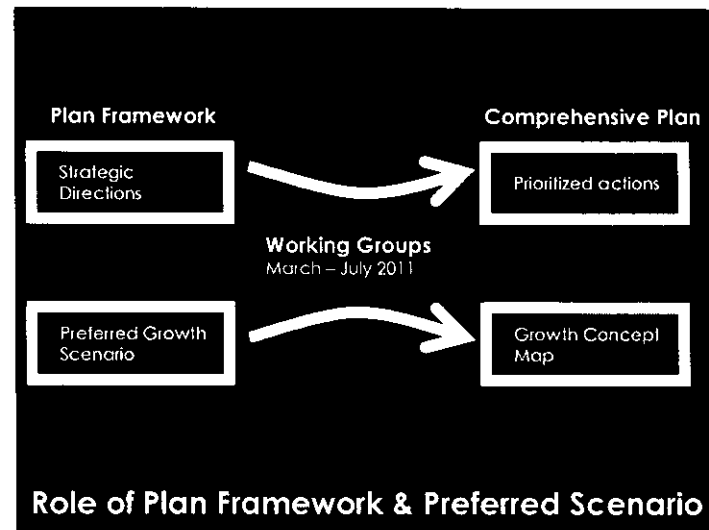 Plan Framework
Comprehensive Plan
Strategic
Directions
Prioritized actions
Working Groups
March – July 2011
Preferred Growth
Scenario
Growth Concept
Map
Role of Plan Framework & Preferred Scenario